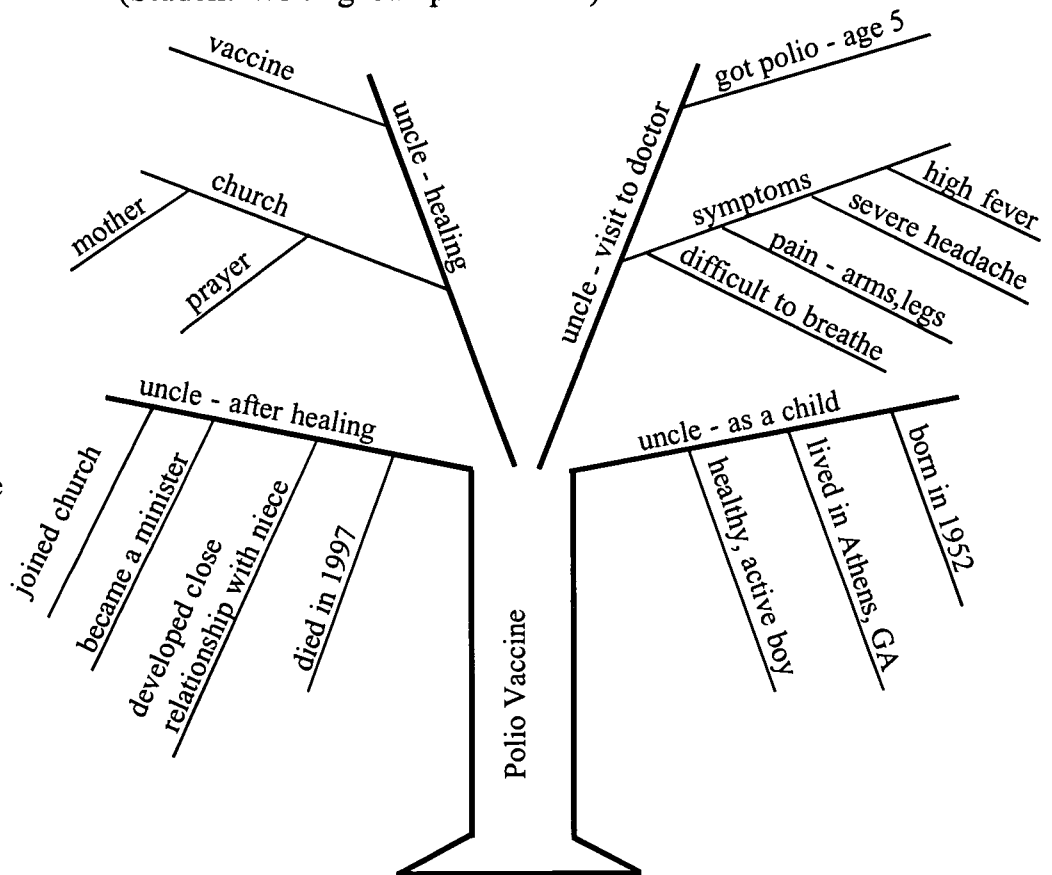 vaccine
uncle - healing
church
mother
prayer
got polio - age 5
uncle - visit to doctor
symptoms
high fever
severe headache
pain - arms,legs
difficult to breathe
uncle - after healing
joined church
became a minister
developed close
relationship with niece
died in 1997
uncle - as a child
healthy, active boy
lived in Athens, GA
born in 1952
Polio Vaccine